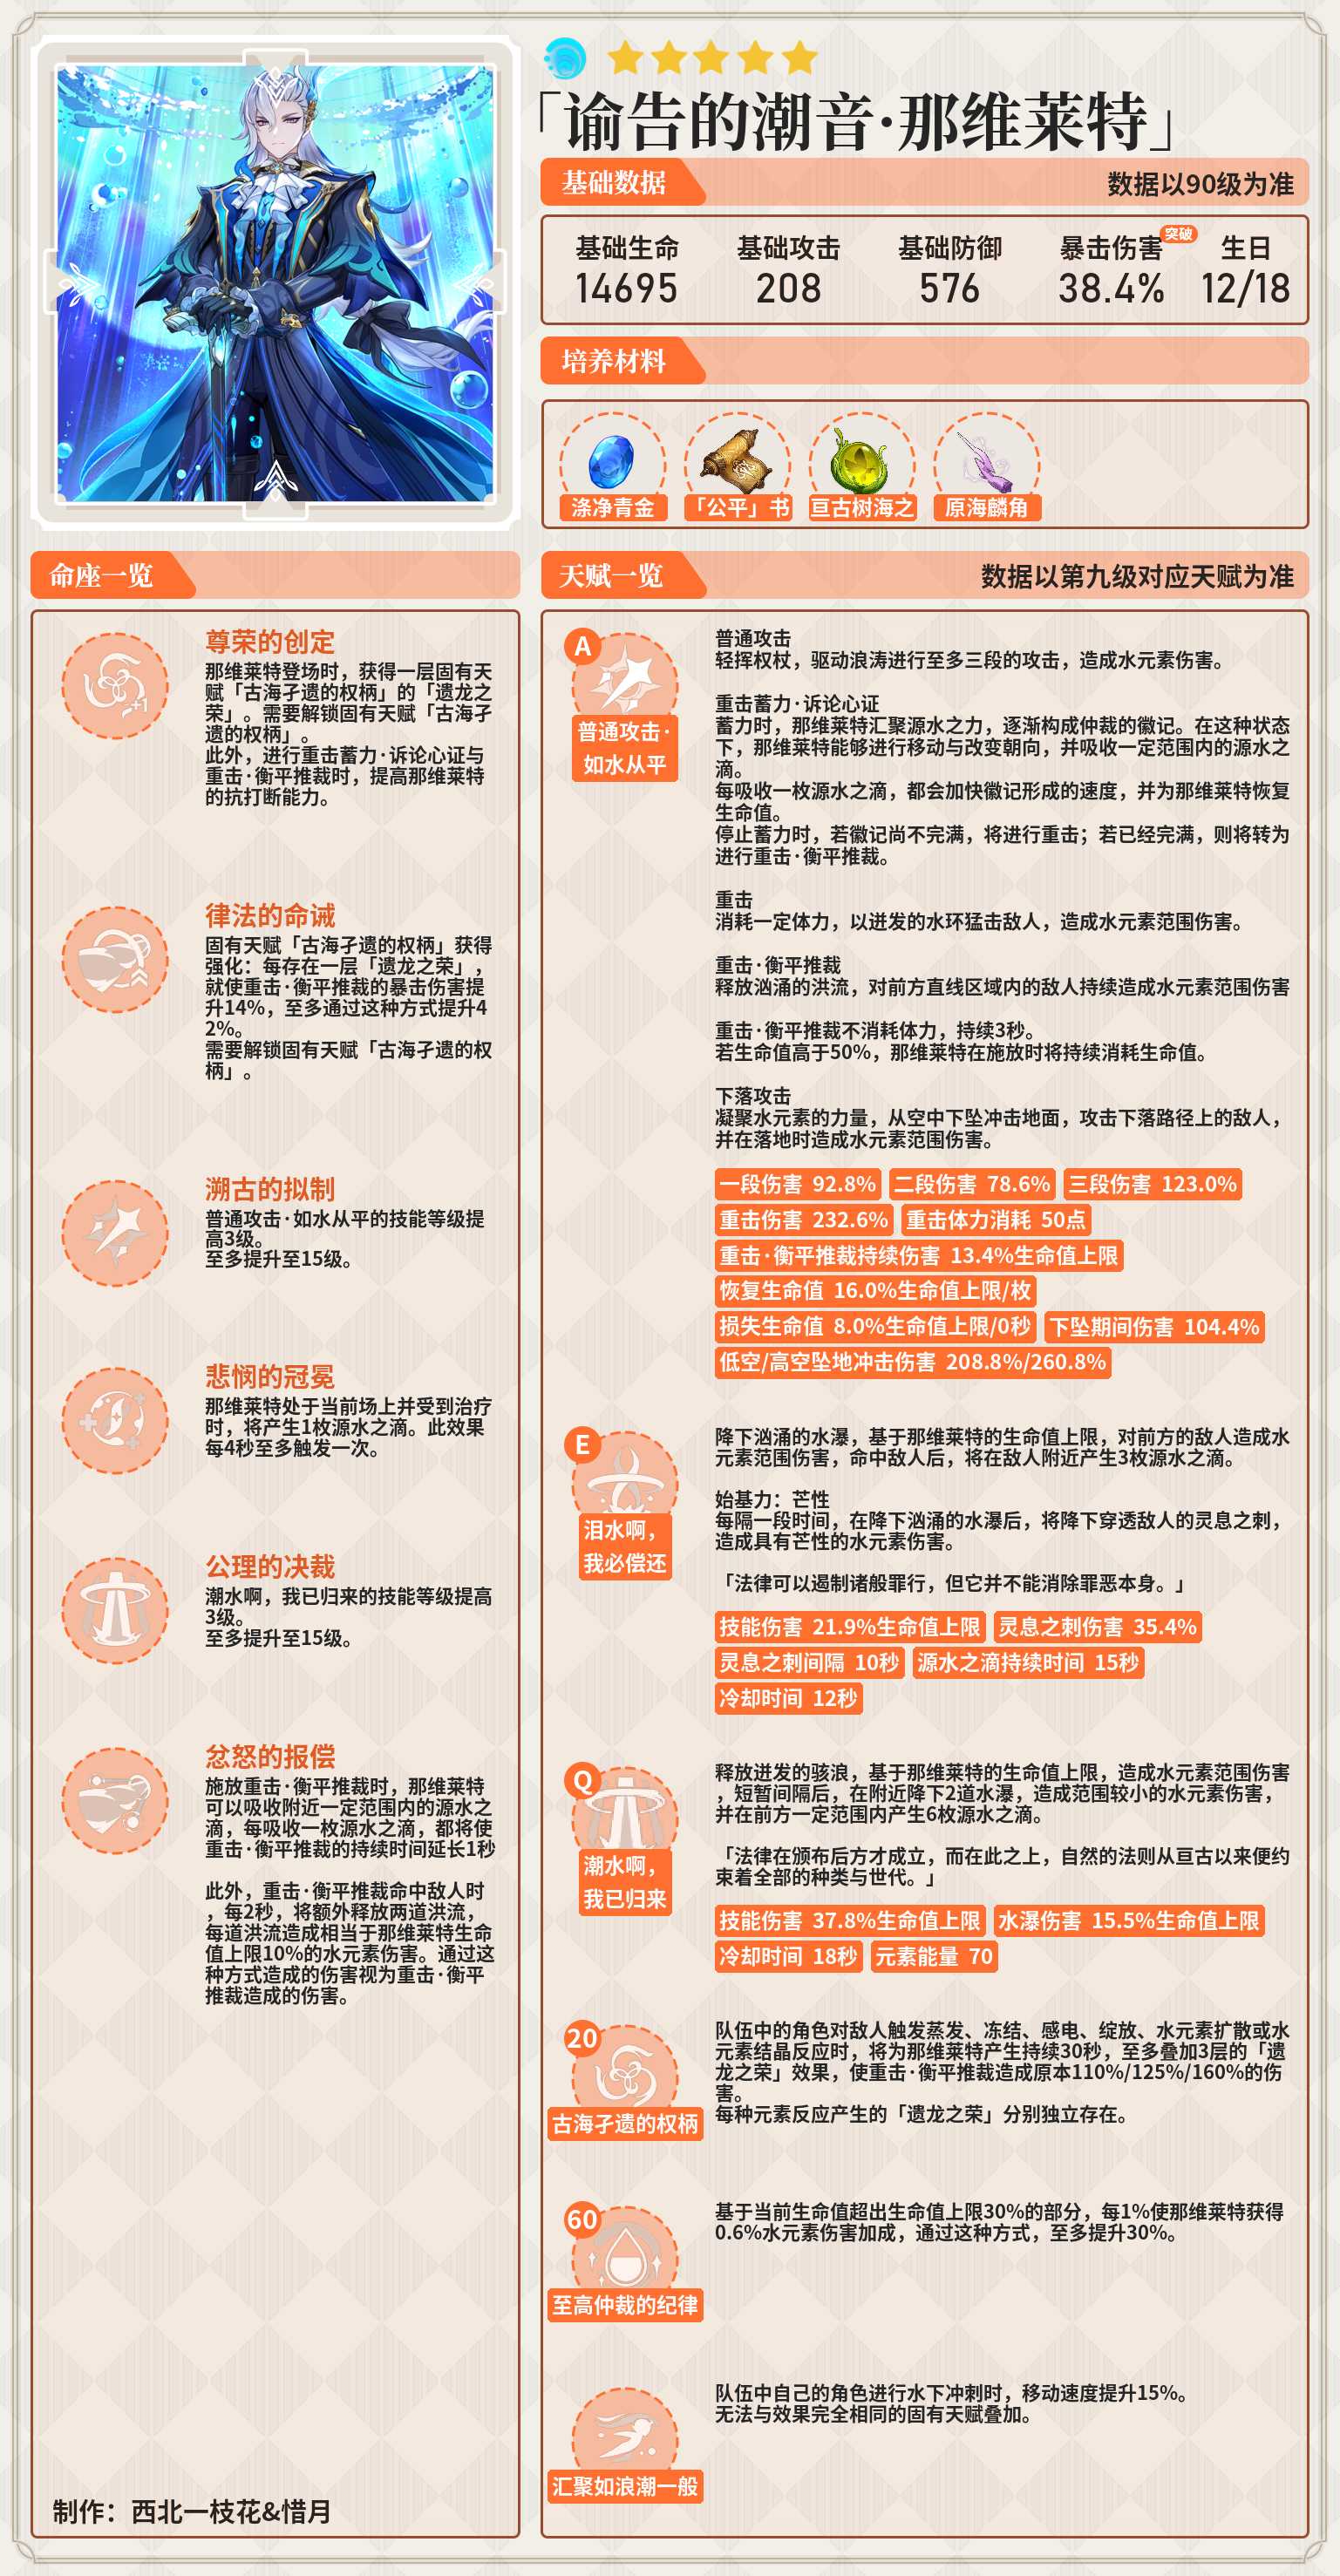 「谕告的潮音·那维莱特」
基础数据
数据以90级为准
基础生命
基础攻击
基础防御
暴击伤害
突破
生日
14695
208
576
38.4%
12/18
培养材料
涤净青金
「公平」书
亘古树海之
原海麟角
命座一览
尊荣的创定
那维莱特登场时，获得一层固有天
赋「古海孑遗的权柄」的「遗龙之
荣」。需要解锁固有天赋「古海孑
遗的权柄」。
此外，进行重击蓄力·诉论心证与
重击·衡平推裁时，提高那维莱特
的抗打断能力。
律法的命诫
固有天赋「古海孑遗的权柄」获得
强化：每存在一层「遗龙之荣」，
就使重击·衡平推裁的暴击伤害提
升14%，至多通过这种方式提升4
2%。
需要解锁固有天赋「古海孑遗的权
柄」。
溯古的拟制
普通攻击·如水从平的技能等级提
高3级。
至多提升至15级。
悲悯的冠冕
那维莱特处于当前场上并受到治疗
时，将产生1枚源水之滴。此效果
每4秒至多触发一次。
公理的决裁
潮水啊，我已归来的技能等级提高
3级。
至多提升至15级。
忿怒的报偿
施放重击·衡平推裁时，那维莱特
可以吸收附近一定范围内的源水之
滴，每吸收一枚源水之滴，都将使
重击·衡平推裁的持续时间延长1秒
此外，重击·衡平推裁命中敌人时
，每2秒，将额外释放两道洪流，
每道洪流造成相当于那维莱特生命
值上限10%的水元素伤害。通过这
种方式造成的伤害视为重击·衡平
推裁造成的伤害。
制作：西北一枝花&惜月
天赋一览
数据以第九级对应天赋为准
A
普通攻击·
如水从平
普通攻击
轻挥权杖，驱动浪涛进行至多三段的攻击，造成水元素伤害。
重击蓄力·诉论心证
蓄力时，那维莱特汇聚源水之力，逐渐构成仲裁的徽记。在这种状态
下，那维莱特能够进行移动与改变朝向，并吸收一定范围内的源水之
滴。
每吸收一枚源水之滴，都会加快徽记形成的速度，并为那维莱特恢复
生命值。
停止蓄力时，若徽记尚不完满，将进行重击；若已经完满，则将转为
进行重击·衡平推裁。
重击
消耗一定体力，以迸发的水环猛击敌人，造成水元素范围伤害。
重击·衡平推裁
释放汹涌的洪流，对前方直线区域内的敌人持续造成水元素范围伤害
重击·衡平推裁不消耗体力，持续3秒。
若生命值高于50%，那维莱特在施放时将持续消耗生命值。
下落攻击
凝聚水元素的力量，从空中下坠冲击地面，攻击下落路径上的敌人，
并在落地时造成水元素范围伤害。
一段伤害 92.8% 二段伤害 78.6% 三段伤害 123.0%
重击伤害 232.6% 重击体力消耗 50点
重击·衡平推裁持续伤害 13.4%生命值上限
恢复生命值 16.0%生命值上限/枚
损失生命值 8.0%生命值上限/0秒 下坠期间伤害 104.4%
低空/高空坠地冲击伤害 208.8%/260.8%
E
泪水啊，
我必偿还
降下汹涌的水瀑，基于那维莱特的生命值上限，对前方的敌人造成水
元素范围伤害，命中敌人后，将在敌人附近产生3枚源水之滴。
始基力：芒性
每隔一段时间，在降下汹涌的水瀑后，将降下穿透敌人的灵息之刺，
造成具有芒性的水元素伤害。
「法律可以遏制诸般罪行，但它并不能消除罪恶本身。」
技能伤害 21.9%生命值上限 灵息之刺伤害 35.4%
灵息之刺间隔 10秒 源水之滴持续时间 15秒
冷却时间 12秒
Q
潮水啊，
我已归来
释放迸发的骇浪，基于那维莱特的生命值上限，造成水元素范围伤害
，短暂间隔后，在附近降下2道水瀑，造成范围较小的水元素伤害，
并在前方一定范围内产生6枚源水之滴。
「法律在颁布后方才成立，而在此之上，自然的法则从亘古以来便约
束着全部的种类与世代。」
技能伤害 37.8%生命值上限 水瀑伤害 15.5%生命值上限
冷却时间 18秒 元素能量 70
20
古海孑遗的权柄
队伍中的角色对敌人触发蒸发、冻结、感电、绽放、水元素扩散或水
元素结晶反应时，将为那维莱特产生持续30秒，至多叠加3层的「遗
龙之荣」效果，使重击·衡平推裁造成原本110%/125%/160%的伤
害。
每种元素反应产生的「遗龙之荣」分别独立存在。
60
至高仲裁的纪律
基于当前生命值超出生命值上限30%的部分，每1%使那维莱特获得
0.6%水元素伤害加成，通过这种方式，至多提升30%。
汇聚如浪潮一般
队伍中自己的角色进行水下冲刺时，移动速度提升15%。
无法与效果完全相同的固有天赋叠加。